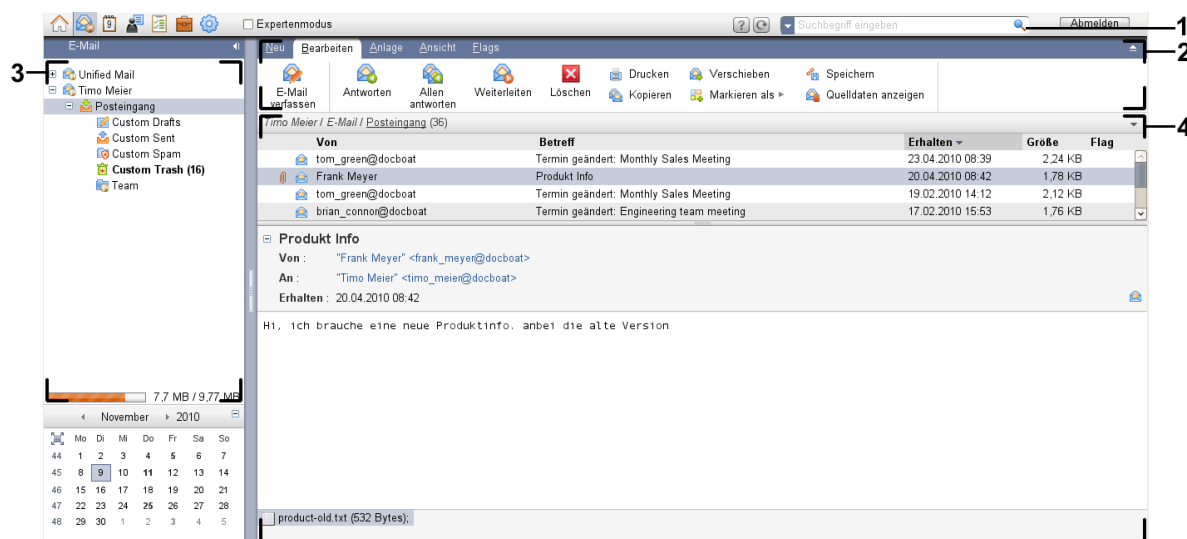 Expertenmodus
Suchbegriff eingeben
Abmelden
1
E-Mail
Neu Bearbeiten Anlage Ansicht Flags
2
3
Unified Mail
Timo Meier
Posteingang
Custom Drafts
Custom Sent
Custom Spam
Custom Trash (16)
Team
E-Mail verfassen
Antworten
Allen antworten
Weiterleiten
Löschen
Drucken
Kopieren
Verschieben
Markieren als
Speichern
Quelldaten anzeigen
Timo Meier / E-Mail / Posteingang (36)
4
Von Betreff Erhalten Größe Flag
tom_green@docboat Termin geändert: Monthly Sales Meeting 23.04.2010 08:39 2,24 KB
Frank Meyer Produkt Info 20.04.2010 08:42 1,78 KB
tom_green@docboat Termin geändert: Monthly Sales Meeting 19.02.2010 14:12 2,12 KB
brian_connor@docboat Termin geändert: Engineering team meeting 17.02.2010 15:53 1,76 KB
Produkt Info
Von : "Frank Meyer" <frank_meyer@docboat>
An : "Timo Meier" <timo_meier@docboat>
Erhalten : 20.04.2010 08:42
Hi, ich brauche eine neue Produktinfo. anbei die alte Version
7,7 MB / 9,77 MB
November 2010
Mo Di Mi Do Fr Sa So
44 1 2 3 4 5 6 7
45 8 9 10 11 12 13 14
46 15 16 17 18 19 20 21
47 22 23 24 25 26 27 28
48 29 30 1 2 3 4 5
product-old.txt (532 Bytes);